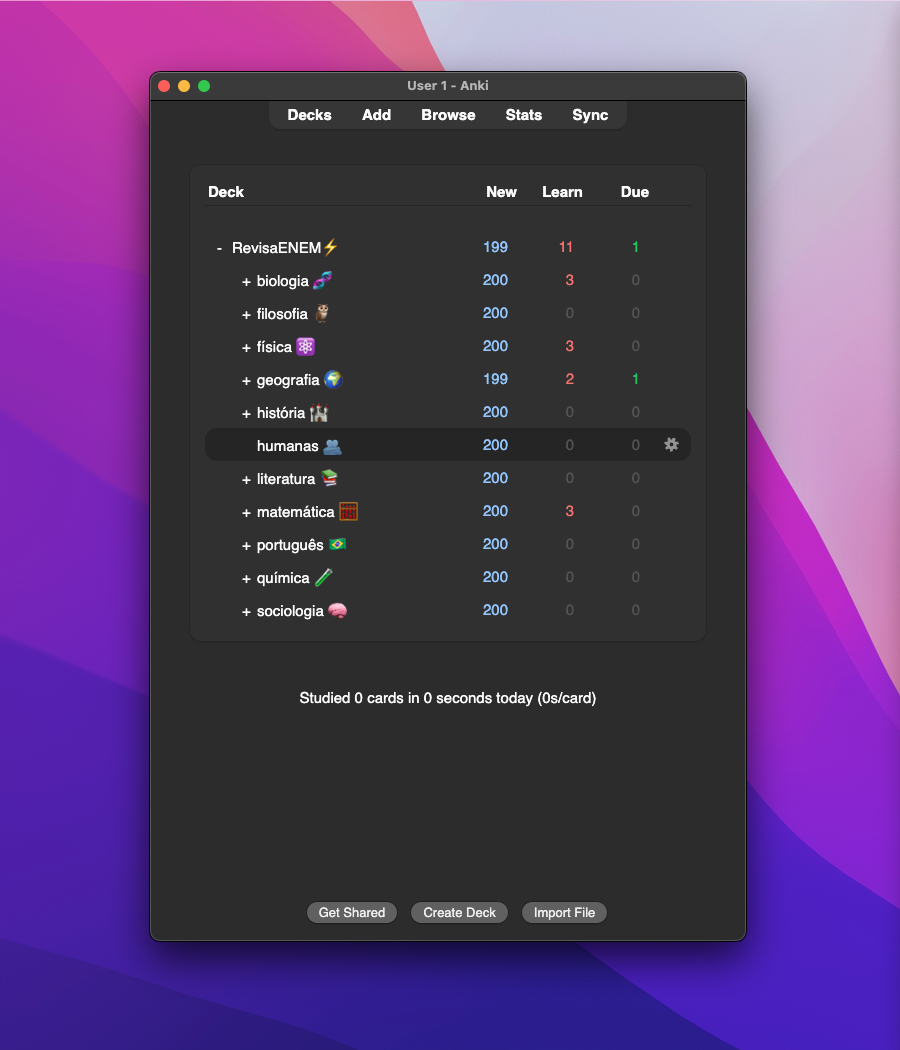 User 1 - Anki
Decks Add Browse Stats Sync
Deck New Learn Due
- RevisaENEM⚡ 199 11 1
+ biologia 🧬 200 3 0
+ filosofia 🦉 200 0 0
+ física ⚛️ 200 3 0
+ geografia 🌍 199 2 1
+ história 🏰 200 0 0
humanas 👥 200 0 0
+ literatura 📚 200 0 0
+ matemática 🧮 200 3 0
+ português 🇧🇷 200 0 0
+ química 🧪 200 0 0
+ sociologia 🧠 200 0 0
Studied 0 cards in 0 seconds today (0s/card)
Get Shared Create Deck Import File